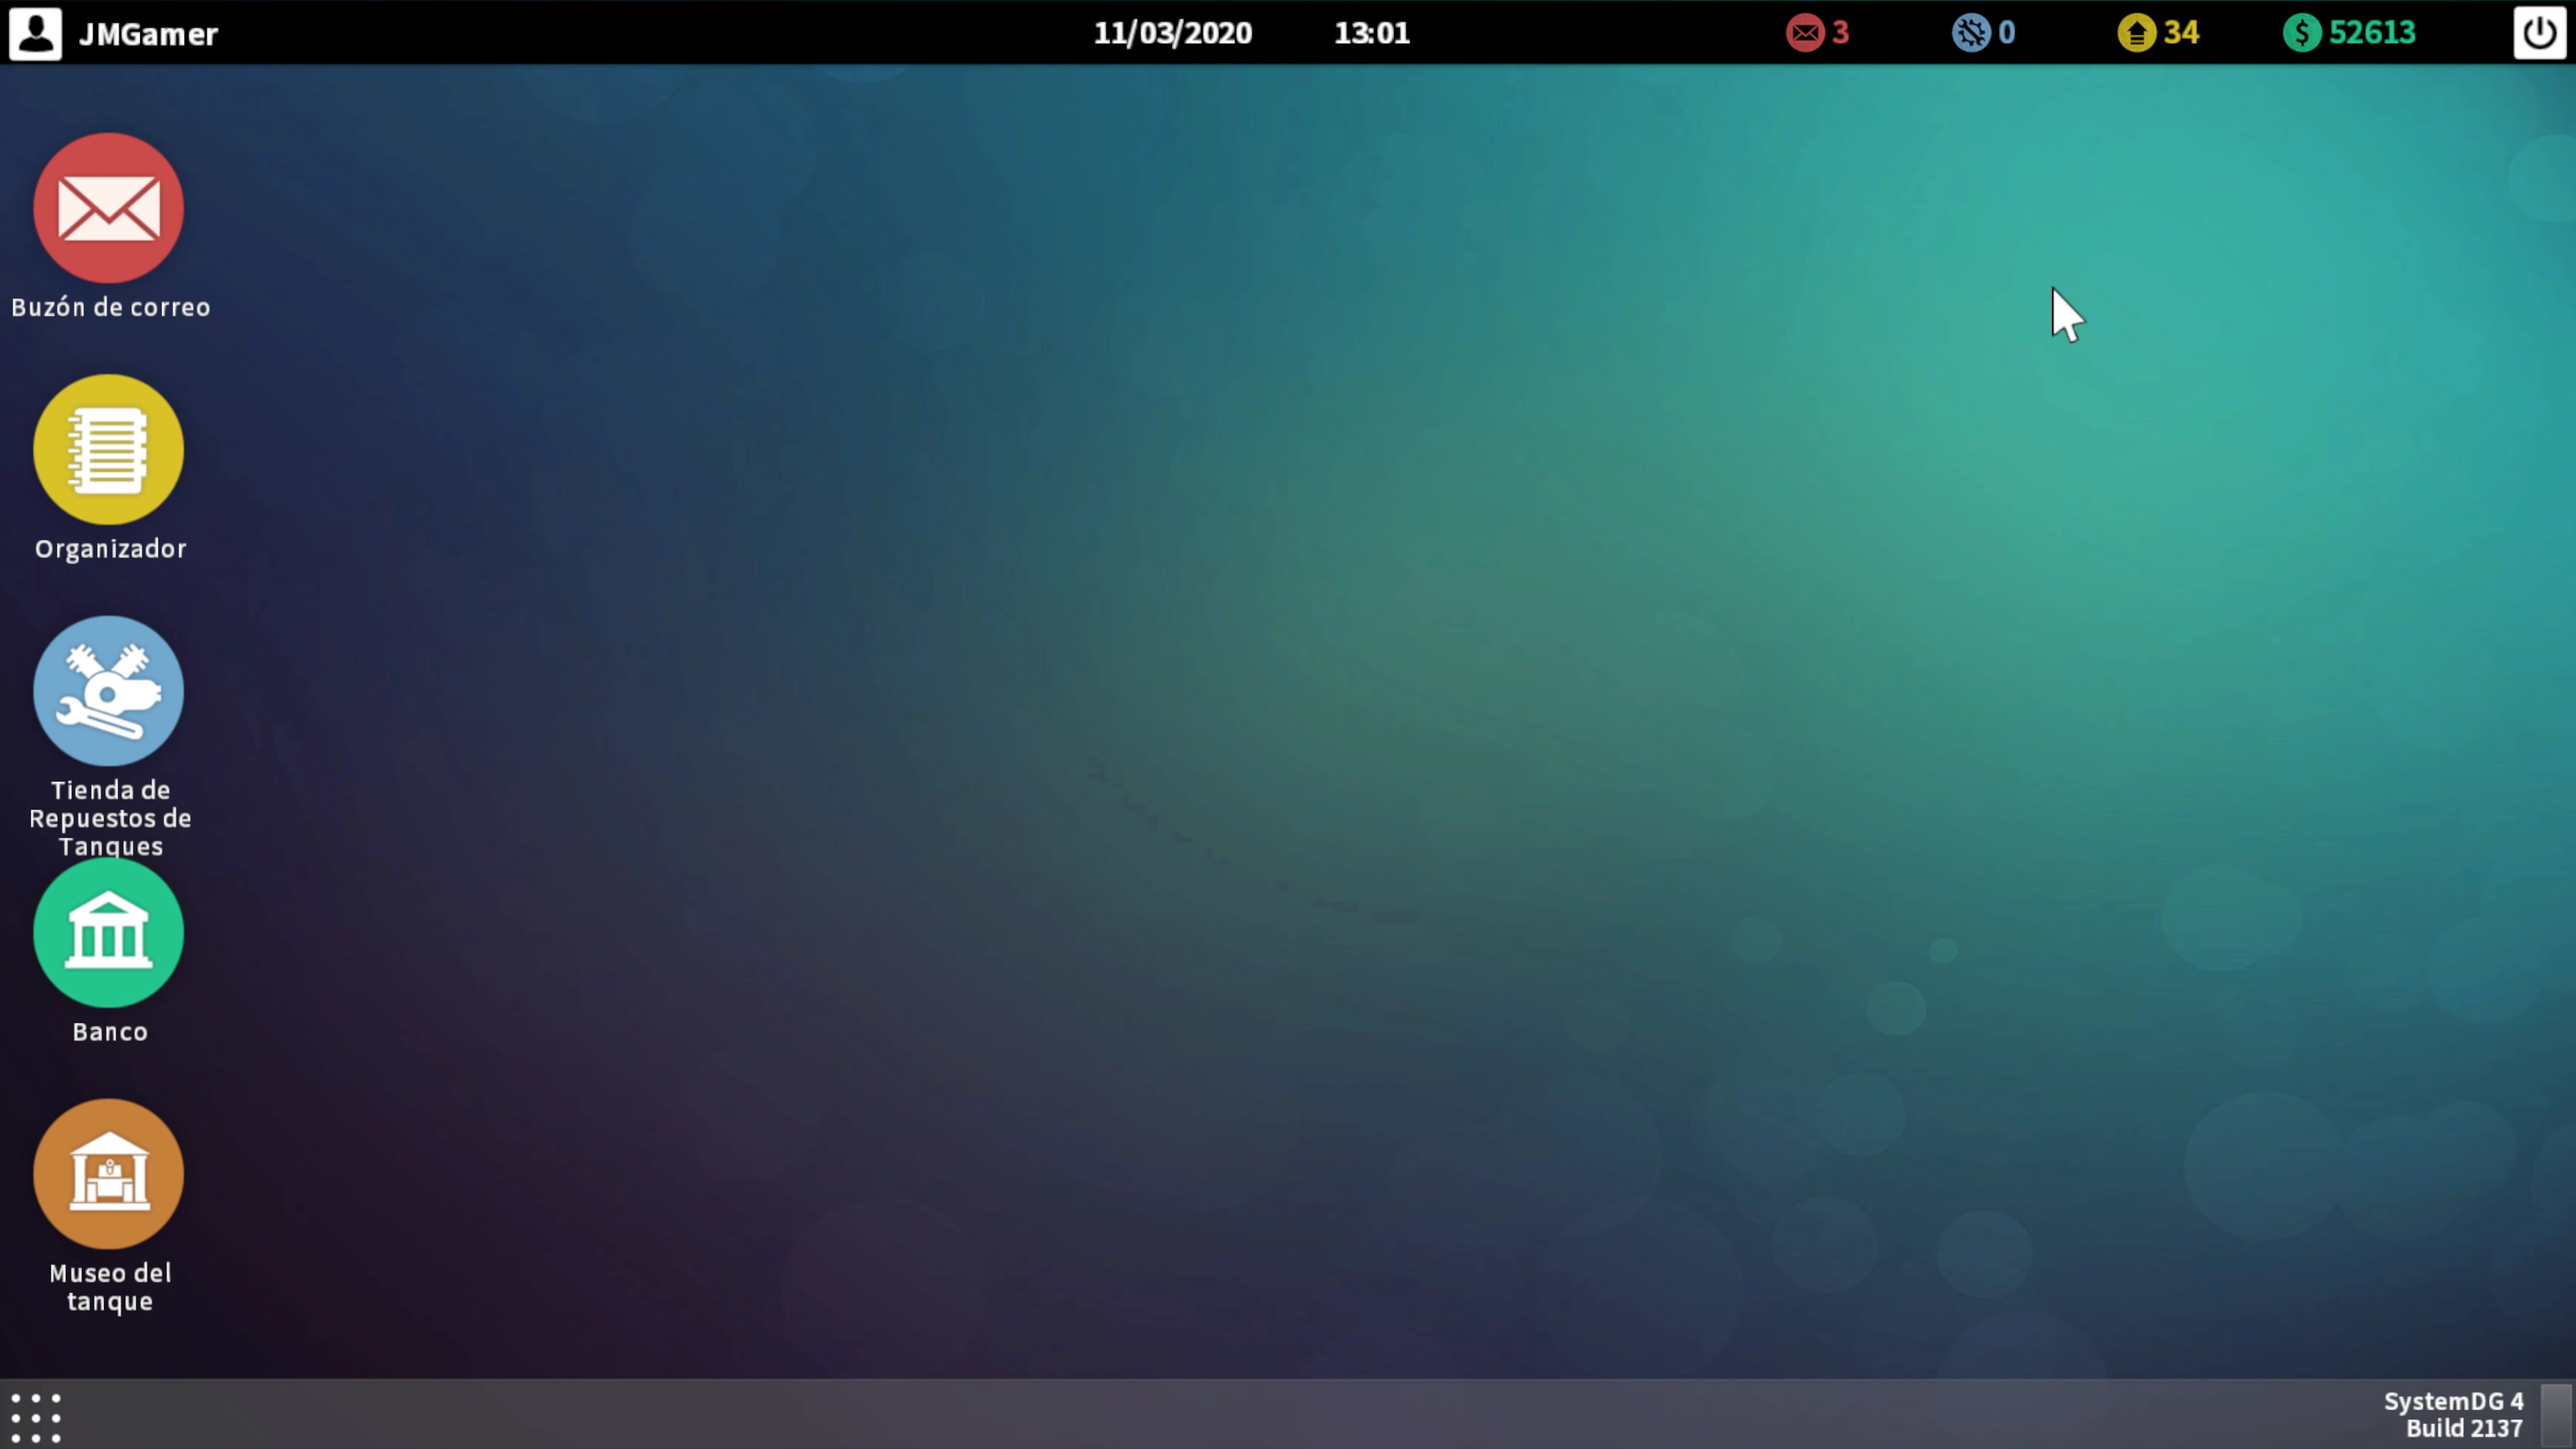 JMGamer
11/03/2020
13:01
3
0
34
52613
Buzón de correo
Organizador
Tienda de
Repuestos de
Tanques
Banco
Museo del
tanque
SystemDG 4
Build 2137